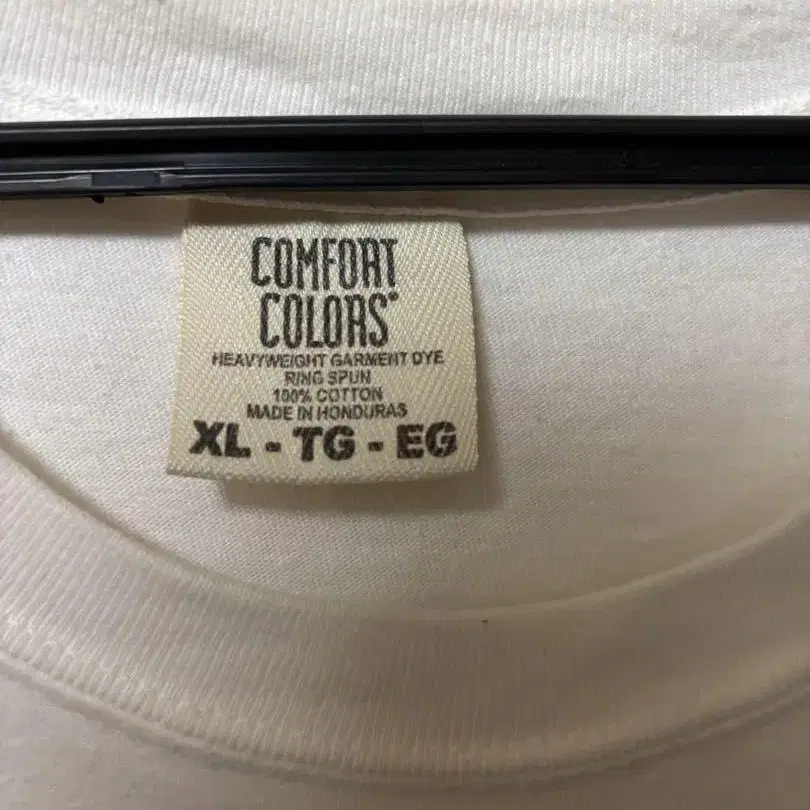 COMFORT
COLORS®
HEAVYWEIGHT GARMENT DYE
RING SPUN
100% COTTON
MADE IN HONDURAS
XL - TG - EG